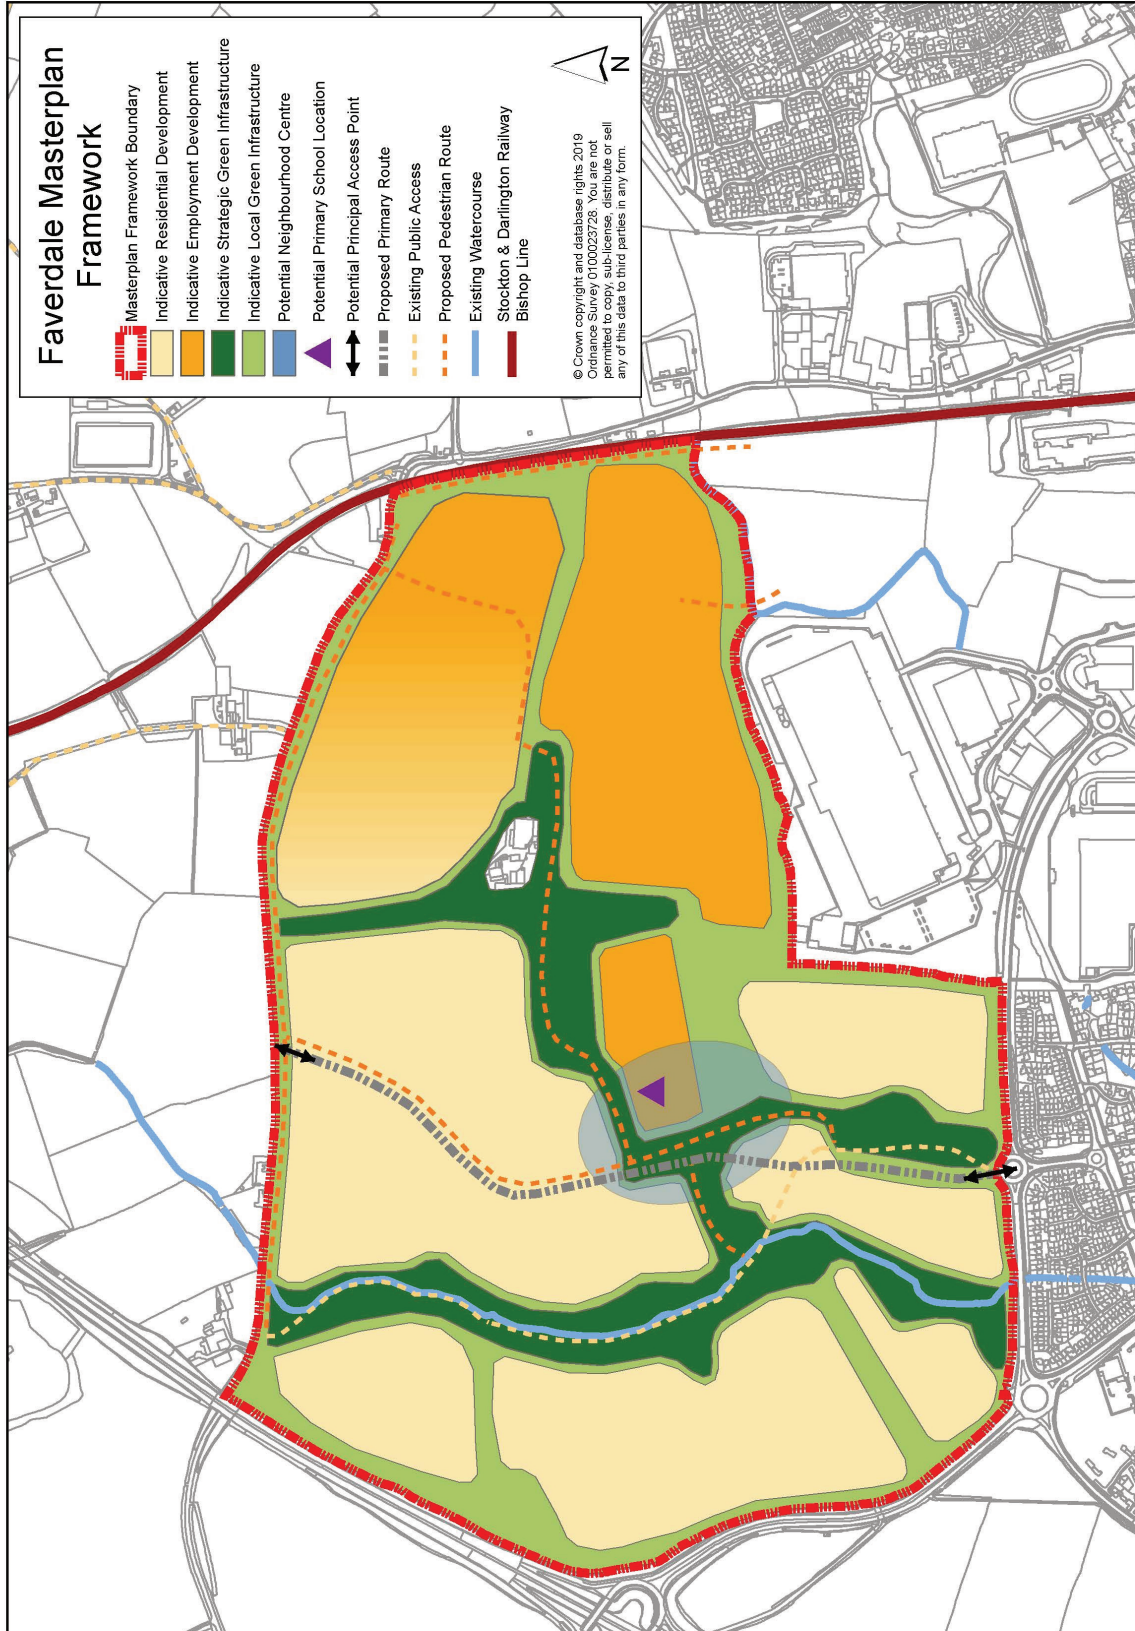 Faverdale Masterplan
Framework
Masterplan Framework Boundary
Indicative Residential Development
Indicative Employment Development
Indicative Strategic Green Infrastructure
Indicative Local Green Infrastructure
Potential Neighbourhood Centre
Potential Primary School Location
Potential Principal Access Point
Proposed Primary Route
Existing Public Access
Proposed Pedestrian Route
Existing Watercourse
Stockton & Darlington Railway
Bishop Line
N
© Crown copyright and database rights 2019
Ordnance Survey 0100023728. You are not
permitted to copy, sub-license, distribute or sell
any of this data to third parties in any form.